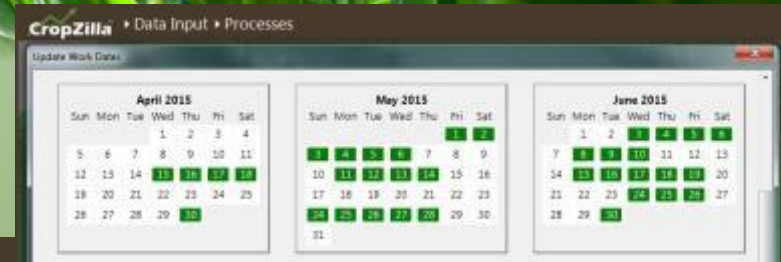 CropZilla ‣ Data Input ‣ Processes
Update Work Dates
April 2015
Sun Mon Tue Wed Thu Fri Sat
1 2 3 4
5 6 7 8 9 10 11
12 13 14 15 16 17 18
19 20 21 22 23 24 25
26 27 28 29 30
May 2015
Sun Mon Tue Wed Thu Fri Sat
1 2
3 4 5 6 7 8 9
10 11 12 13 14 15 16
17 18 19 20 21 22 23
24 25 26 27 28 29 30
31
June 2015
Sun Mon Tue Wed Thu Fri Sat
1 2 3 4 5 6
7 8 9 10 11 12 13
14 15 16 17 18 19 20
21 22 23 24 25 26 27
28 29 30